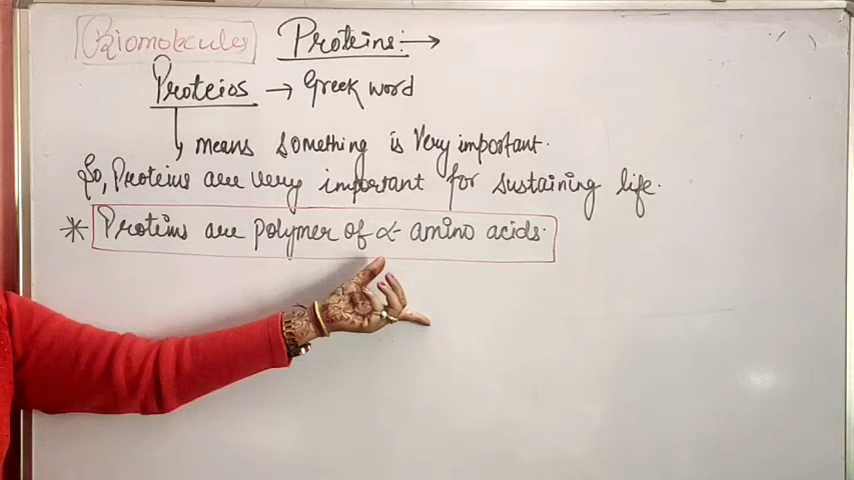 Biomolecules Proteins:→
Proteios → Greek word
means something is very important.
So, Proteins are very important for sustaining life.
* Proteins are polymer of α- amino acids.